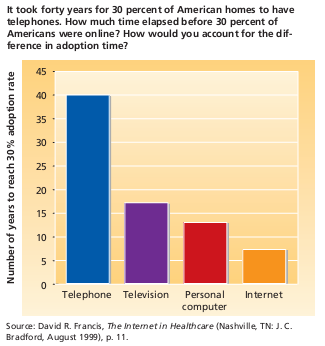 It took forty years for 30 percent of American homes to have
telephones. How much time elapsed before 30 percent of
Americans were online? How would you account for the dif-
ference in adoption time?
Number of years to reach 30% adoption rate
45
40
35
30
25
20
15
10
5
0
Telephone
Television
Personal
computer
Internet
Source: David R. Francis, The Internet in Healthcare (Nashville, TN: J. C.
Bradford, August 1999), p. 11.